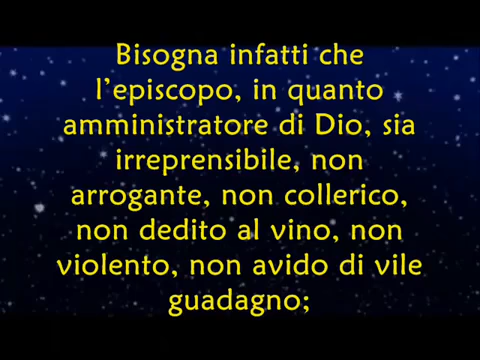 Bisogna infatti che
l'episcopo, in quanto
amministratore di Dio, sia
irreprensibile, non
arrogante, non collerico,
non dedito al vino, non
violento, non avido di vile
guadagno;